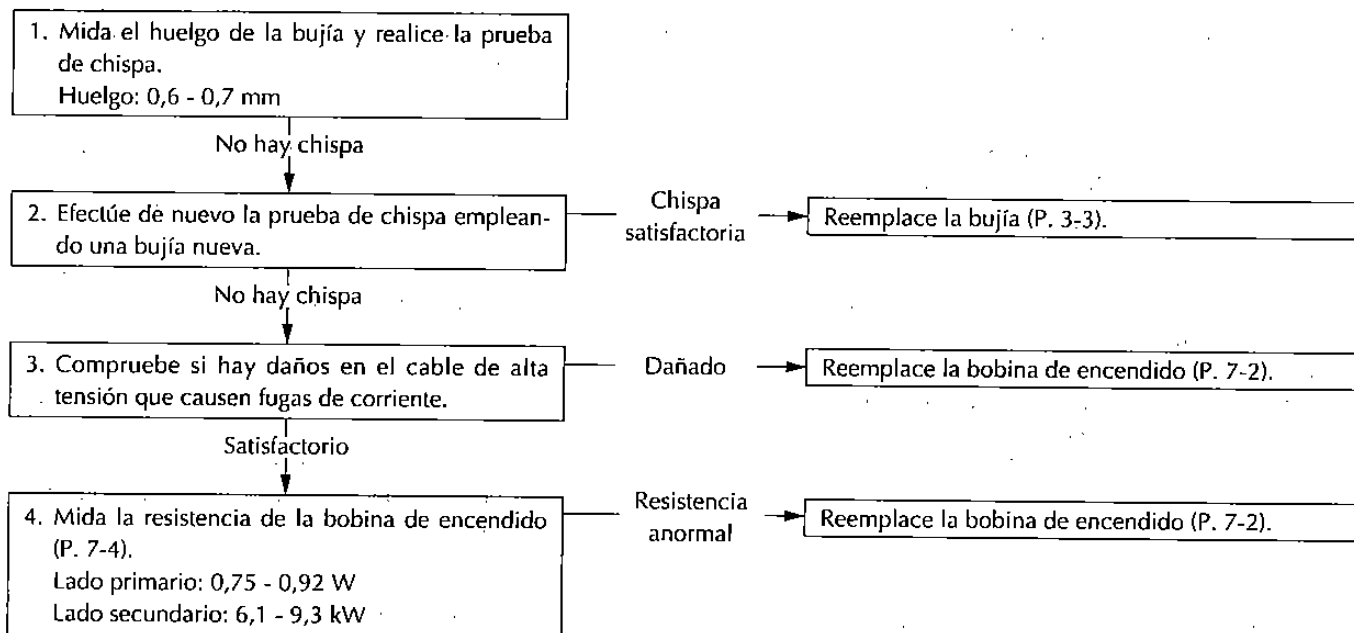 1. Mida el huelgo de la bujía y realice la prueba
de chispa.
Huelgo: 0,6 - 0,7 mm
No hay chispa
2. Efectúe de nuevo la prueba de chispa emplean-
do una bujía nueva.
Chispa
satisfactoria
Reemplace la bujía (P. 3-3).
No hay chispa
3. Compruebe si hay daños en el cable de alta
tensión que causen fugas de corriente.
Dañado
Reemplace la bobina de encendido (P. 7-2).
Satisfactorio
4. Mida la resistencia de la bobina de encendido
(P. 7-4).
Lado primario: 0,75 - 0,92 W
Lado secundario: 6,1 - 9,3 kW
Resistencia
anormal
Reemplace la bobina de encendido (P. 7-2).